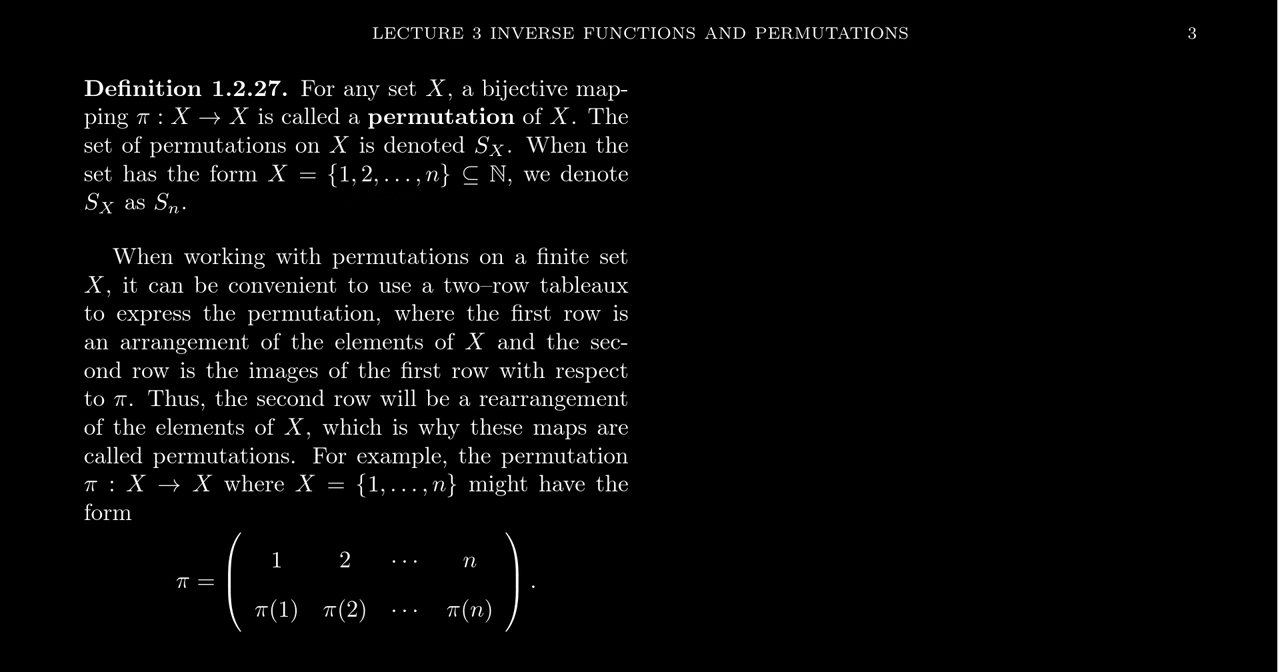 LECTURE 3 INVERSE FUNCTIONS AND PERMUTATIONS 3
Definition 1.2.27. For any set X, a bijective map-
ping π : X → X is called a permutation of X. The
set of permutations on X is denoted S_X. When the
set has the form X = {1, 2, . . . , n} ⊆ ℕ, we denote
S_X as S_n.
When working with permutations on a finite set
X, it can be convenient to use a two–row tableaux
to express the permutation, where the first row is
an arrangement of the elements of X and the sec-
ond row is the images of the first row with respect
to π. Thus, the second row will be a rearrangement
of the elements of X, which is why these maps are
called permutations. For example, the permutation
π : X → X where X = {1, . . . , n} might have the
form
1 2 ⋯ n
π = ( ) .
π(1) π(2) ⋯ π(n)